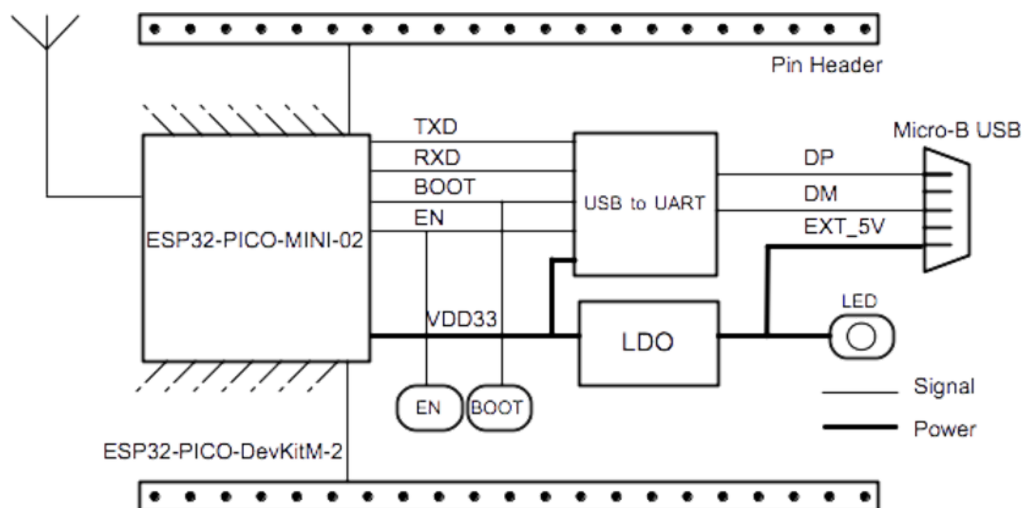 Pin Header
Micro-B USB
TXD
RXD
BOOT
EN
DP
DM
EXT_5V
USB to UART
ESP32-PICO-MINI-02
VDD33
LDO
LED
Signal
Power
EN
BOOT
ESP32-PICO-DevKitM-2